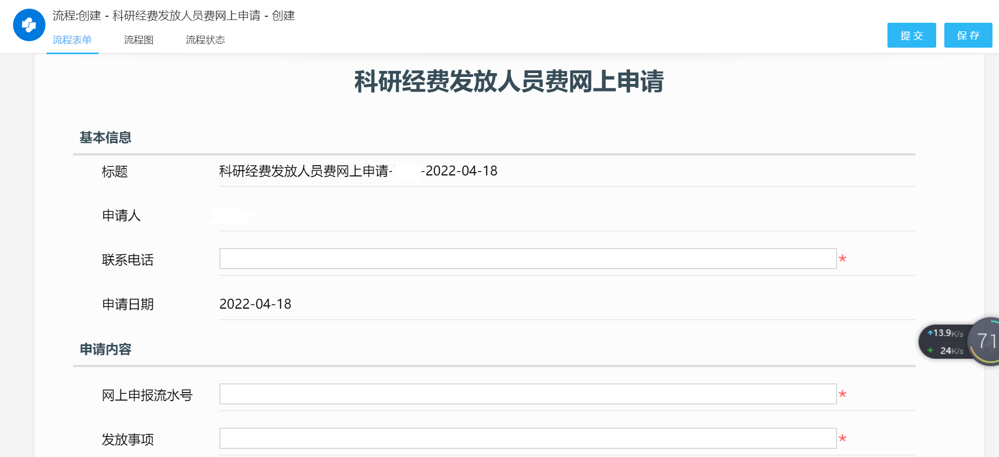 流程:创建 - 科研经费发放人员费网上申请 - 创建
流程表单 流程图 流程状态
提交 保存
科研经费发放人员费网上申请
基本信息
标题 科研经费发放人员费网上申请- -2022-04-18
申请人
联系电话 *
申请日期 2022-04-18
申请内容
13.9K/s
24K/s
71
网上申报流水号 *
发放事项 *